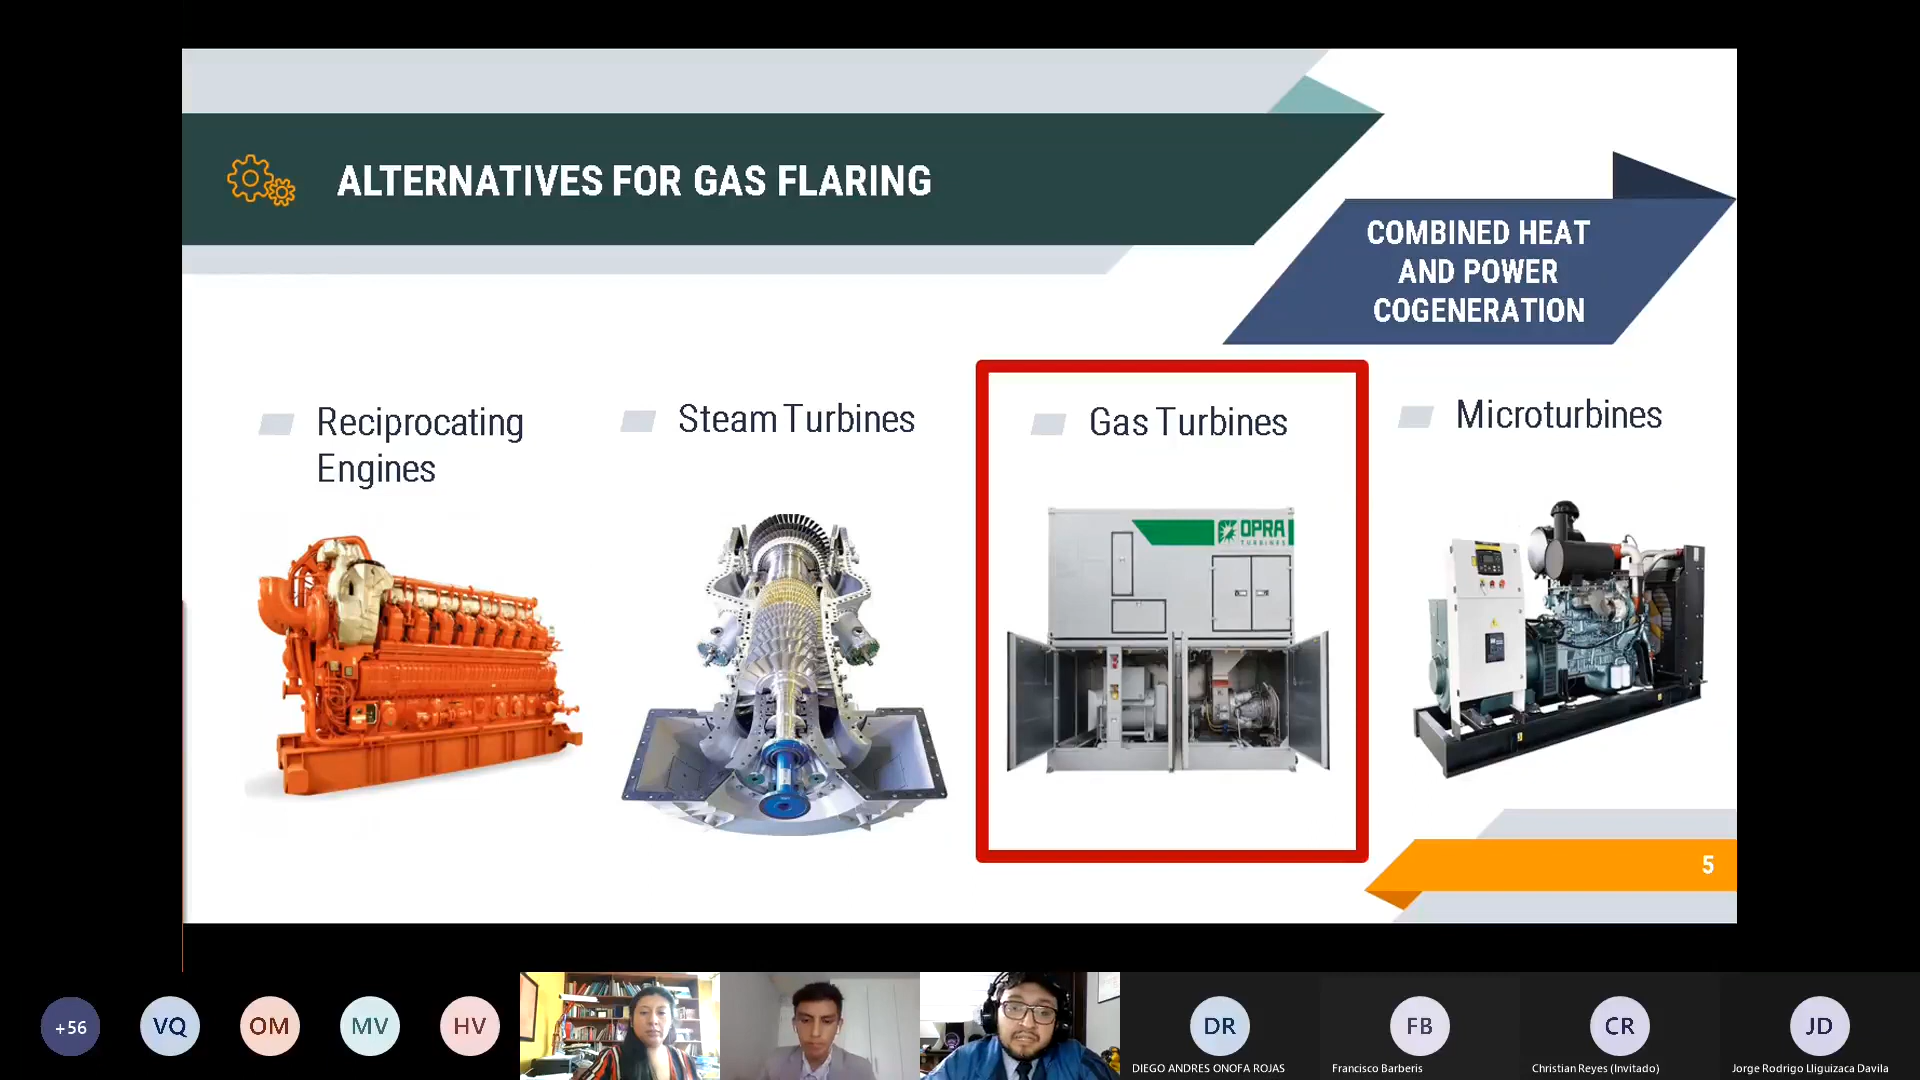 ALTERNATIVES FOR GAS FLARING
COMBINED HEAT
AND POWER
COGENERATION
Reciprocating
Engines
Steam Turbines
Gas Turbines
Microturbines
OPRA
TURBINES
5
+56
VQ
OM
MV
HV
DR
DIEGO ANDRES ONOFA ROJAS
FB
Francisco Barberis
CR
Christian Reyes (Invitado)
JD
Jorge Rodrigo Lliguizaca Davila